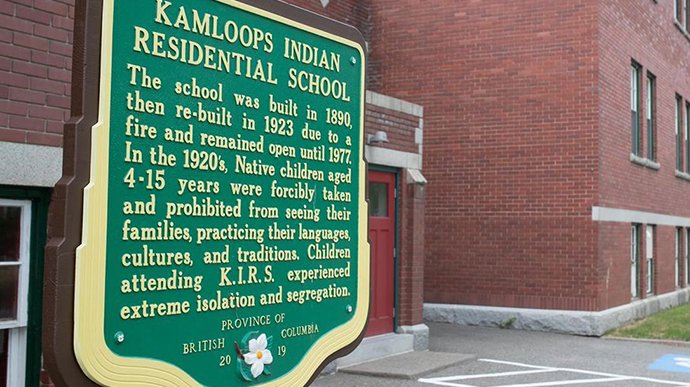 KAMLOOPS INDIAN
RESIDENTIAL SCHOOL
The school was built in 1890,
then re-built in 1923 due to a
fire and remained open until 1977.
In the 1920's, Native children aged
4-15 years were forcibly taken
and prohibited from seeing their
families, practicing their languages,
cultures, and traditions. Children
attending K.I.R.S. experienced
extreme isolation and segregation.
PROVINCE OF
BRITISH COLUMBIA
20 19